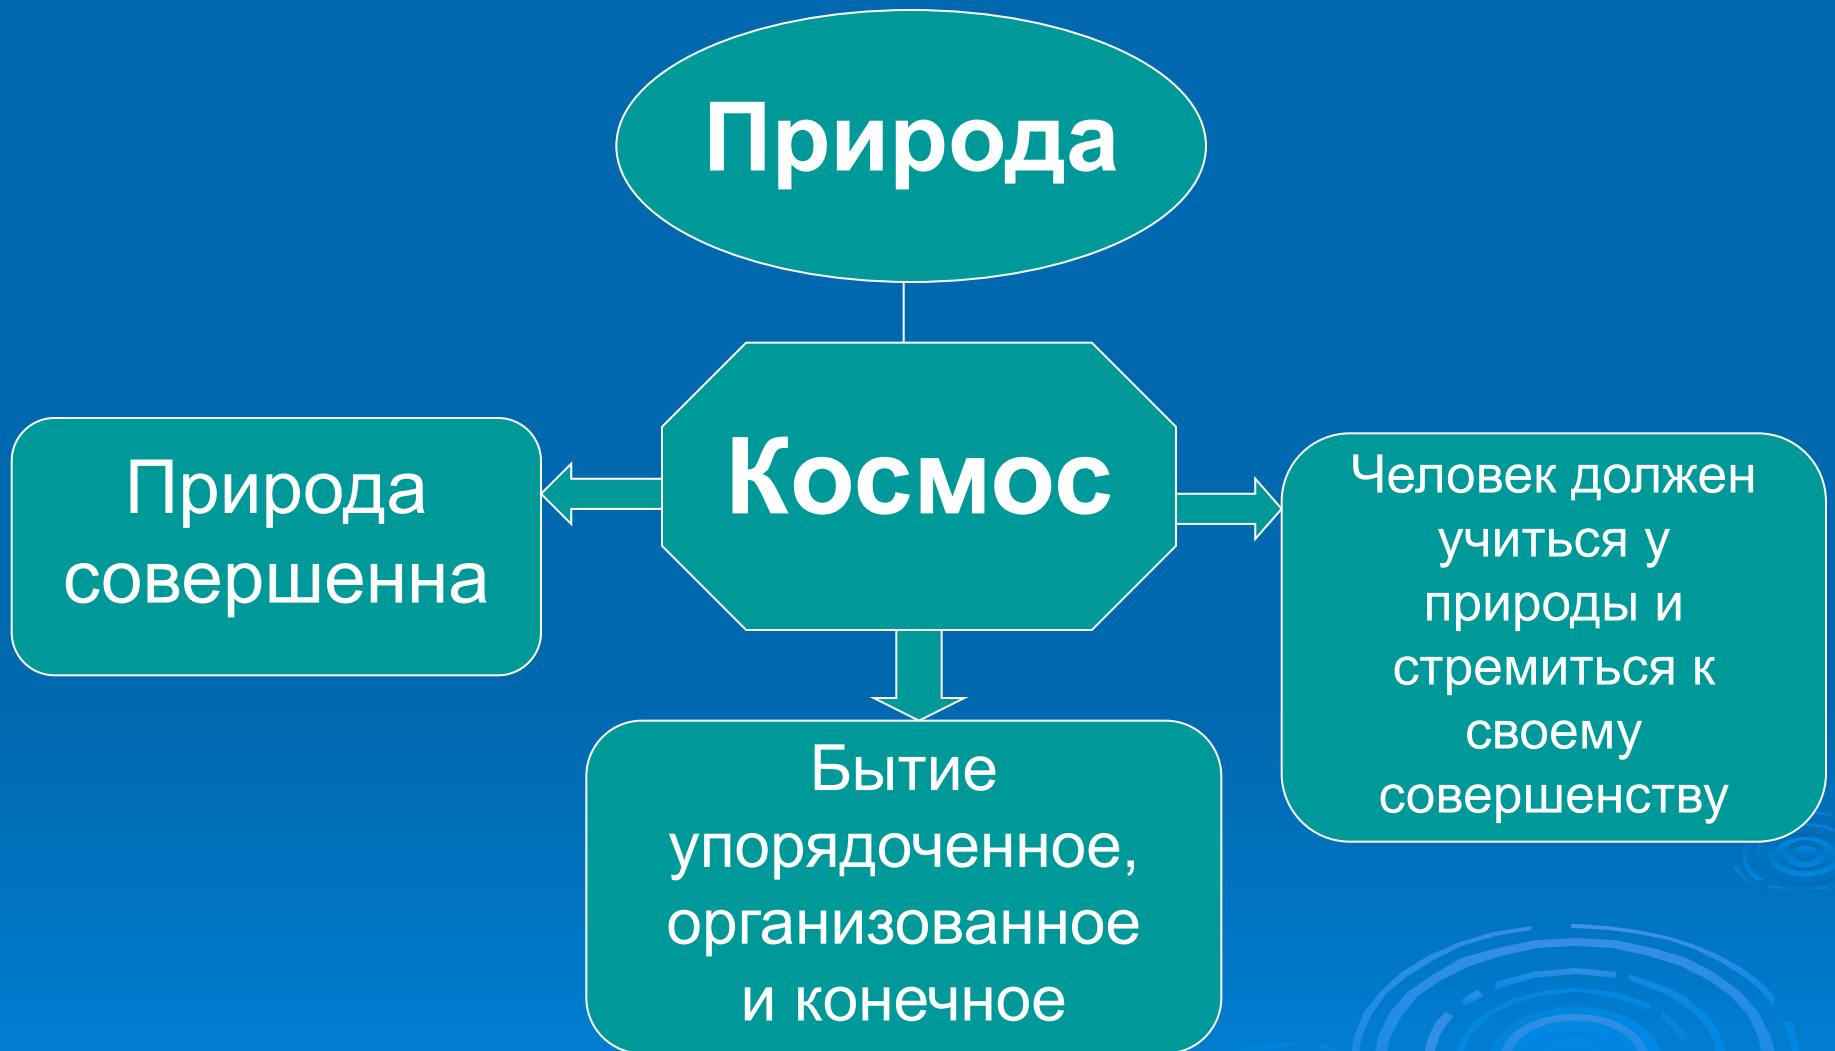 Природа
Космос
Природа
совершенна
Человек должен
учиться у
природы и
стремиться к
своему
совершенству
Бытие
упорядоченное,
организованное
и конечное